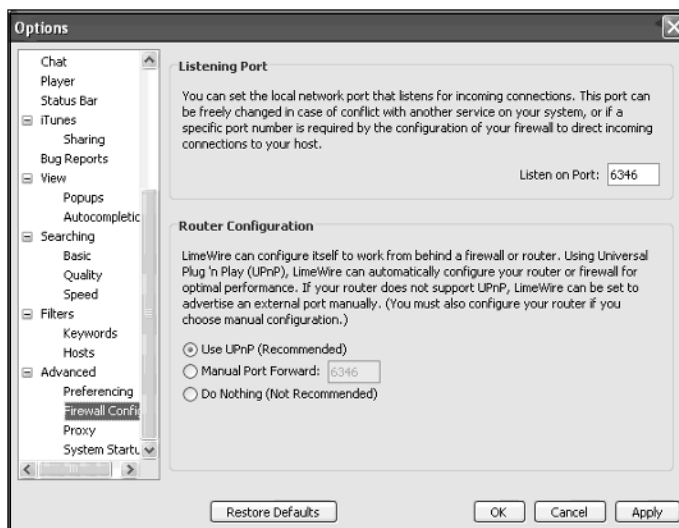 Options
Chat
Player
Status Bar
iTunes
Sharing
Bug Reports
View
Popups
Autocompletic
Searching
Basic
Quality
Speed
Filters
Keywords
Hosts
Advanced
Preferencing
Firewall Config
Proxy
System Startu
Listening Port
You can set the local network port that listens for incoming connections. This port can
be freely changed in case of conflict with another service on your system, or if a
specific port number is required by the configuration of your firewall to direct incoming
connections to your host.
Listen on Port: 6346
Router Configuration
LimeWire can configure itself to work from behind a firewall or router. Using Universal
Plug 'n Play (UPnP), LimeWire can automatically configure your router or firewall for
optimal performance. If your router does not support UPnP, LimeWire can be set to
advertise an external port manually. (You must also configure your router if you
choose manual configuration.)
Use UPnP (Recommended)
Manual Port Forward: 6346
Do Nothing (Not Recommended)
Restore Defaults OK Cancel Apply